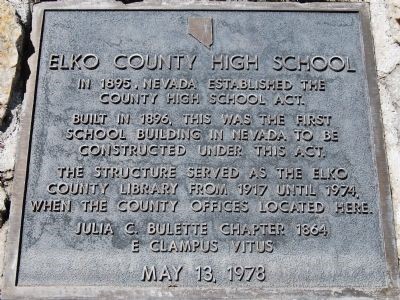 ELKO COUNTY HIGH SCHOOL
IN 1895, NEVADA ESTABLISHED THE
COUNTY HIGH SCHOOL ACT.
BUILT IN 1896, THIS WAS THE FIRST
SCHOOL BUILDING IN NEVADA TO BE
CONSTRUCTED UNDER THIS ACT.
THE STRUCTURE SERVED AS THE ELKO
COUNTY LIBRARY FROM 1917 UNTIL 1974,
WHEN THE COUNTY OFFICES LOCATED HERE.
JULIA C. BULETTE CHAPTER 1864
E CLAMPUS VITUS
MAY 13, 1978